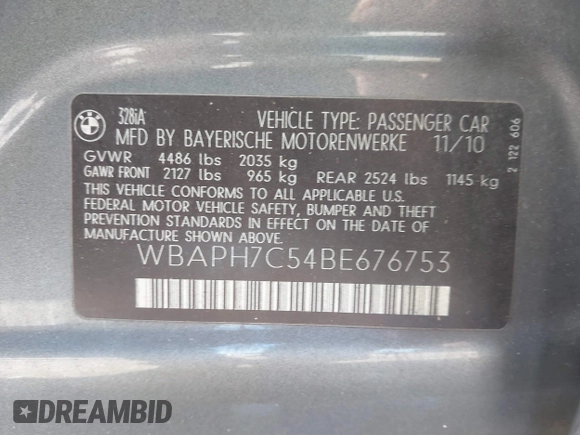 BMW
328iA VEHICLE TYPE: PASSENGER CAR
MFD BY BAYERISCHE MOTORENWERKE 11/10
GVWR 4486 lbs 2035 kg
GAWR FRONT 2127 lbs 965 kg REAR 2524 lbs 1145 kg
THIS VEHICLE CONFORMS TO ALL APPLICABLE U.S.
FEDERAL MOTOR VEHICLE SAFETY, BUMPER AND THEFT
PREVENTION STANDARDS IN EFFECT ON THE DATE OF
MANUFACTURE SHOWN ABOVE.
WBAPH7C54BE676753
2 122 606
DREAMBID